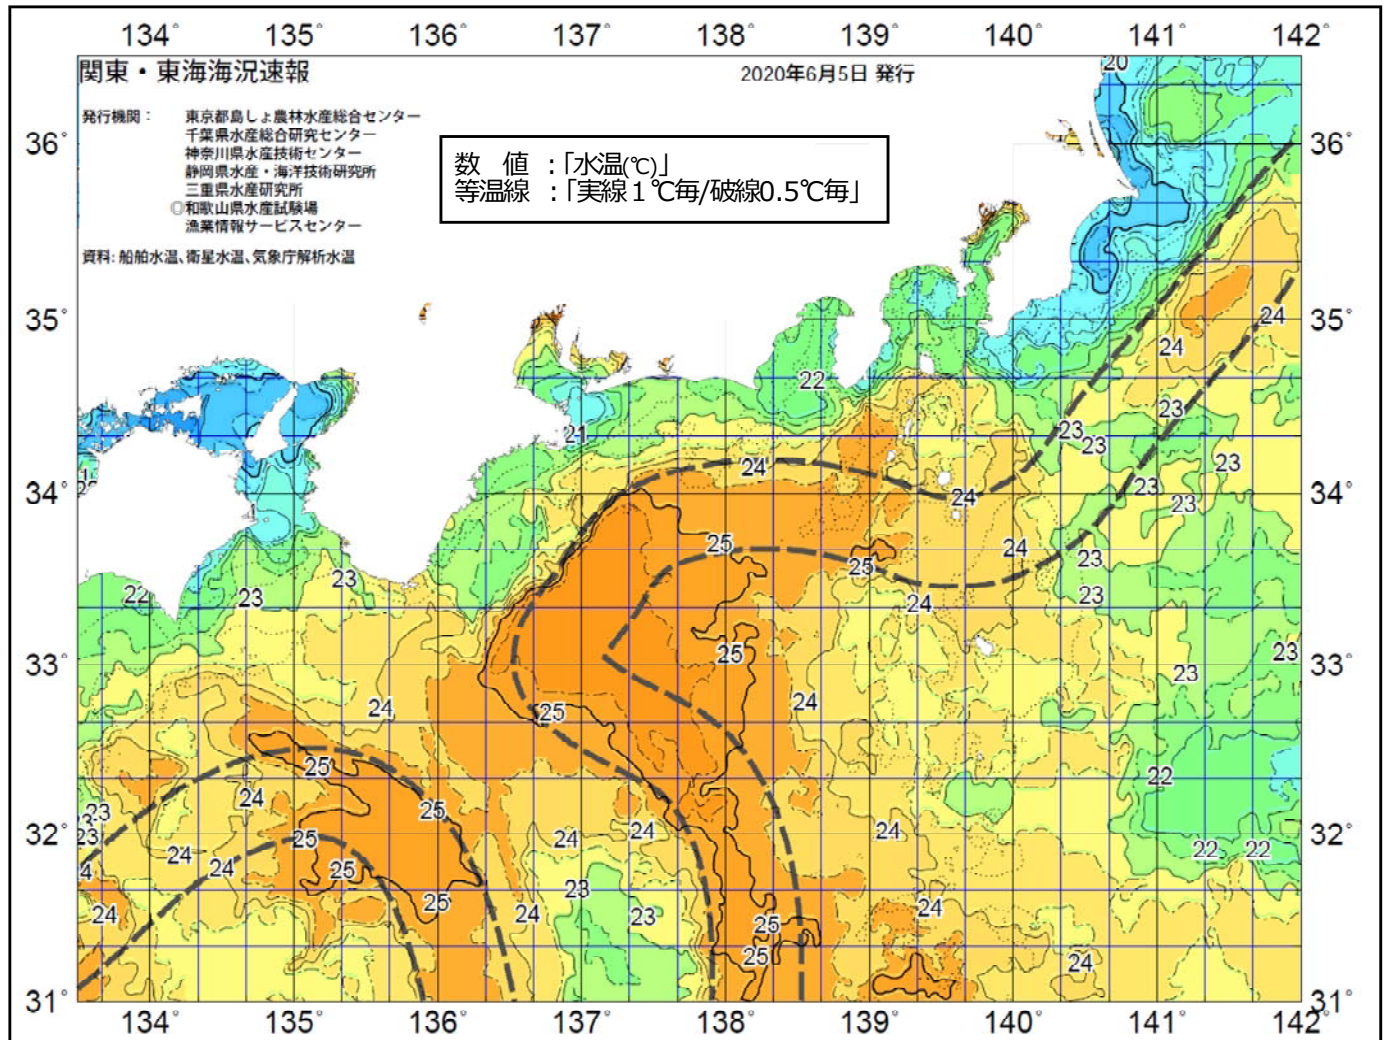 134° 135° 136° 137° 138° 139° 140° 141° 142°
関東・東海海況速報
2020年6月5日 発行
発行機関： 東京都島しょ農林水産総合センター
千葉県水産総合研究センター
神奈川県水産技術センター
静岡県水産・海洋技術研究所
三重県水産研究所
◎和歌山県水産試験場
漁業情報サービスセンター
資料: 船舶水温、衛星水温、気象庁解析水温
数　値　：｢水温(℃)｣
等温線　：｢実線１℃毎/破線0.5℃毎｣
20
36° 36°
35° 24 35°
24
22
23
21 23 23
24 23
34° 24 23 23 34°
25 24
25 23
23 22 23 24 23
33° 25 23 23 33°
24 25 24
25 22
24 25
23
23 32° 24 24 24 32°
25 22 22
24 24 25 23
24 25 24 23 25 24
25 24
31° 31°
134° 135° 136° 137° 138° 139° 140° 141° 142°